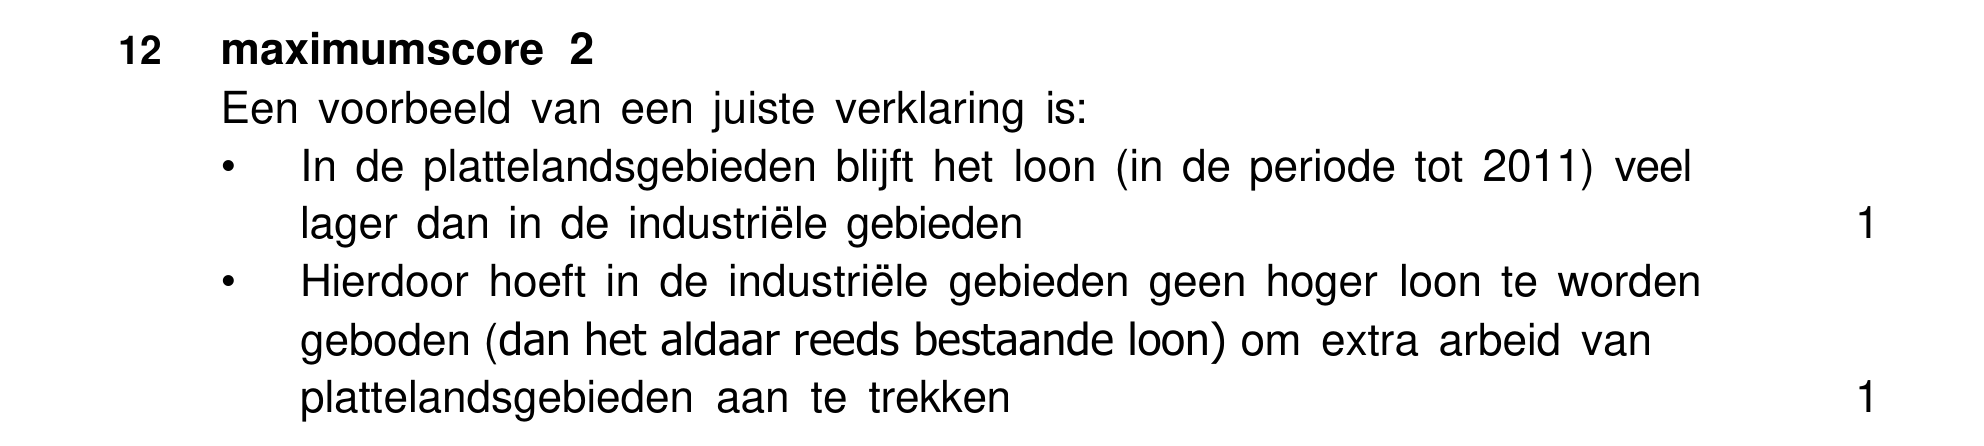 12 maximumscore 2
Een voorbeeld van een juiste verklaring is:
• In de plattelandsgebieden blijft het loon (in de periode tot 2011) veel
lager dan in de industriële gebieden 1
• Hierdoor hoeft in de industriële gebieden geen hoger loon te worden
geboden (dan het aldaar reeds bestaande loon) om extra arbeid van
plattelandsgebieden aan te trekken 1